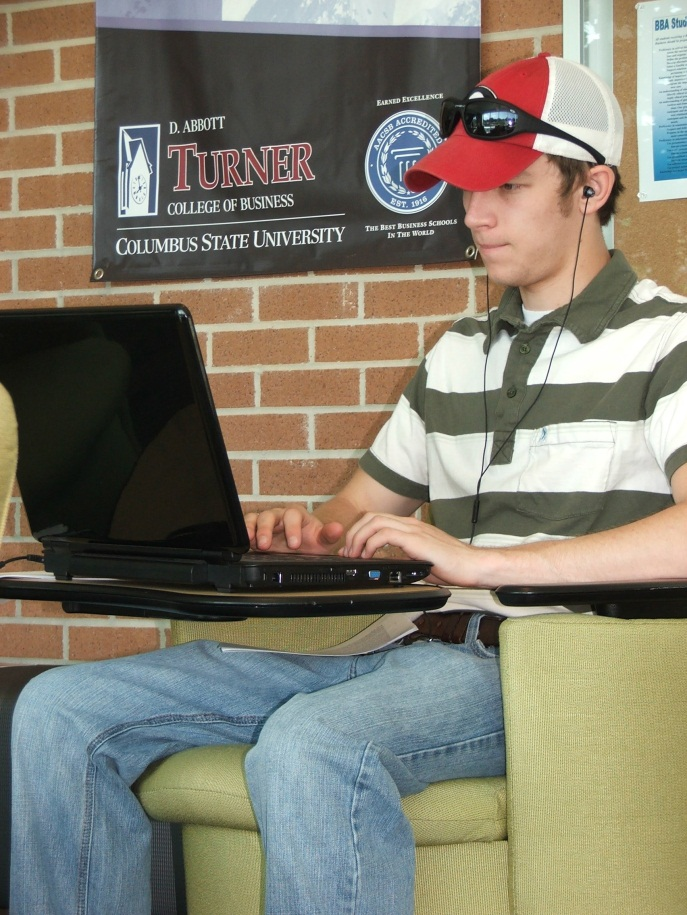 D. ABBOTT
TURNER
COLLEGE OF BUSINESS
COLUMBUS STATE UNIVERSITY
EARNED EXCELLENCE
AACSB ACCREDITED
EST. 1916
THE BEST BUSINESS SCHOOLS
IN THE WORLD
BBA Stud